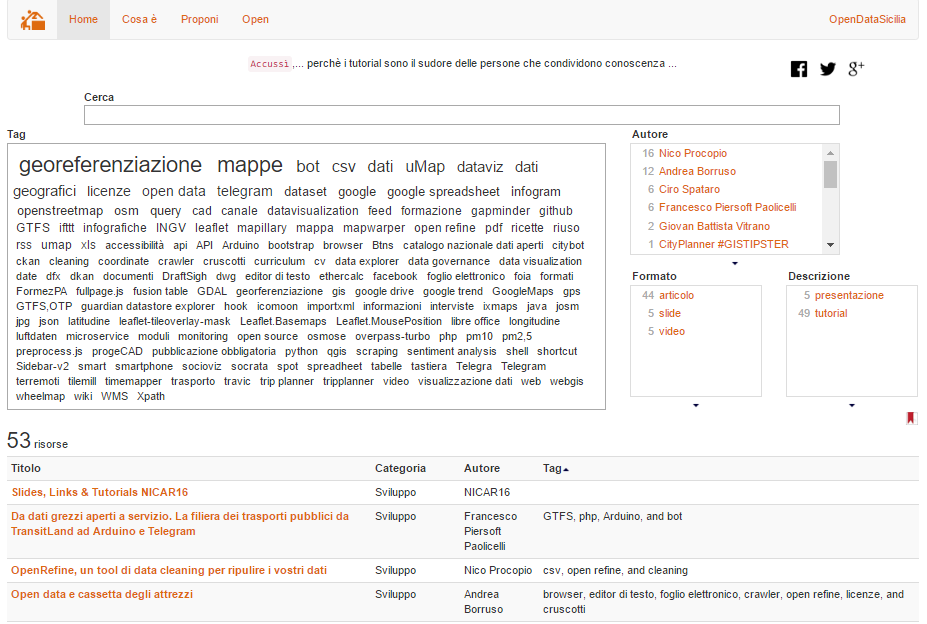 Home Cosa è Proponi Open OpenDataSicilia
Accussì ,... perchè i tutorial sono il sudore delle persone che condividono conoscenza ...
Cerca
Tag
georeferenziazione mappe bot csv dati uMap dataviz dati
geografici licenze open data telegram dataset google google spreadsheet infogram
openstreetmap osm query cad canale datavisualization feed formazione gapminder github
GTFS ifttt infografiche INGV leaflet mapillary mappa mapwarper open refine pdf ricette riuso
rss umap xls accessibilità api API Arduino bootstrap browser Btns catalogo nazionale dati aperti citybot
ckan cleaning coordinate crawler cruscotti curriculum cv data explorer data governance data visualization
date dfx dkan documenti DraftSigh dwg editor di testo ethercalc facebook foglio elettronico foia formati
FormezPA fullpage.js fusion table GDAL georferenziazione gis google drive google trend GoogleMaps gps
GTFS,OTP guardian datastore explorer hook icomoon importxml informazioni interviste ixmaps java josm
jpg json latitudine leaflet-tileoverlay-mask Leaflet.Basemaps Leaflet.MousePosition libre office longitudine
luftdaten microservice moduli monitoring open source osmose overpass-turbo php pm10 pm2,5
preprocess.js progeCAD pubblicazione obbligatoria python qgis scraping sentiment analysis shell shortcut
Sidebar-v2 smart smartphone socioviz socrata spot spreadheet tabelle tastiera Telegra Telegram
terremoti tilemill timemapper trasporto travic trip planner tripplanner video visualizzazione dati web webgis
wheelmap wiki WMS Xpath
Autore
16 Nico Procopio
12 Andrea Borruso
6 Ciro Spataro
6 Francesco Piersoft Paolicelli
2 Giovan Battista Vitrano
1 CityPlanner #GISTIPSTER
Formato
44 articolo
5 slide
5 video
Descrizione
5 presentazione
49 tutorial
53 risorse
Titolo Categoria Autore Tag
Slides, Links & Tutorials NICAR16 Sviluppo NICAR16
Da dati grezzi aperti a servizio. La filiera dei trasporti pubblici da Sviluppo Francesco GTFS, php, Arduino, and bot
TransitLand ad Arduino e Telegram Piersoft
Paolicelli
OpenRefine, un tool di data cleaning per ripulire i vostri dati Sviluppo Nico Procopio csv, open refine, and cleaning
Open data e cassetta degli attrezzi Sviluppo Andrea browser, editor di testo, foglio elettronico, crawler, open refine, licenze, and
Borruso cruscotti